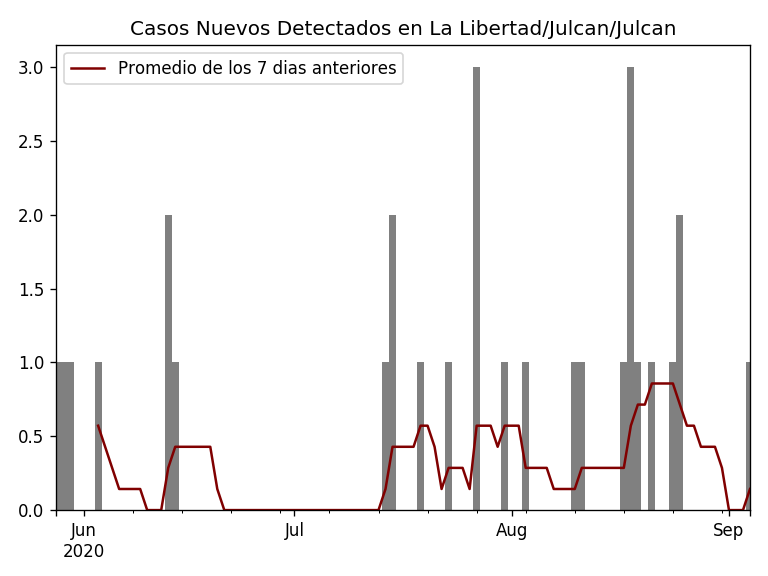 Casos Nuevos Detectados en La Libertad/Julcan/Julcan
Promedio de los 7 dias anteriores
3.0
2.5
2.0
1.5
1.0
0.5
0.0
Jun Jul Aug Sep
2020